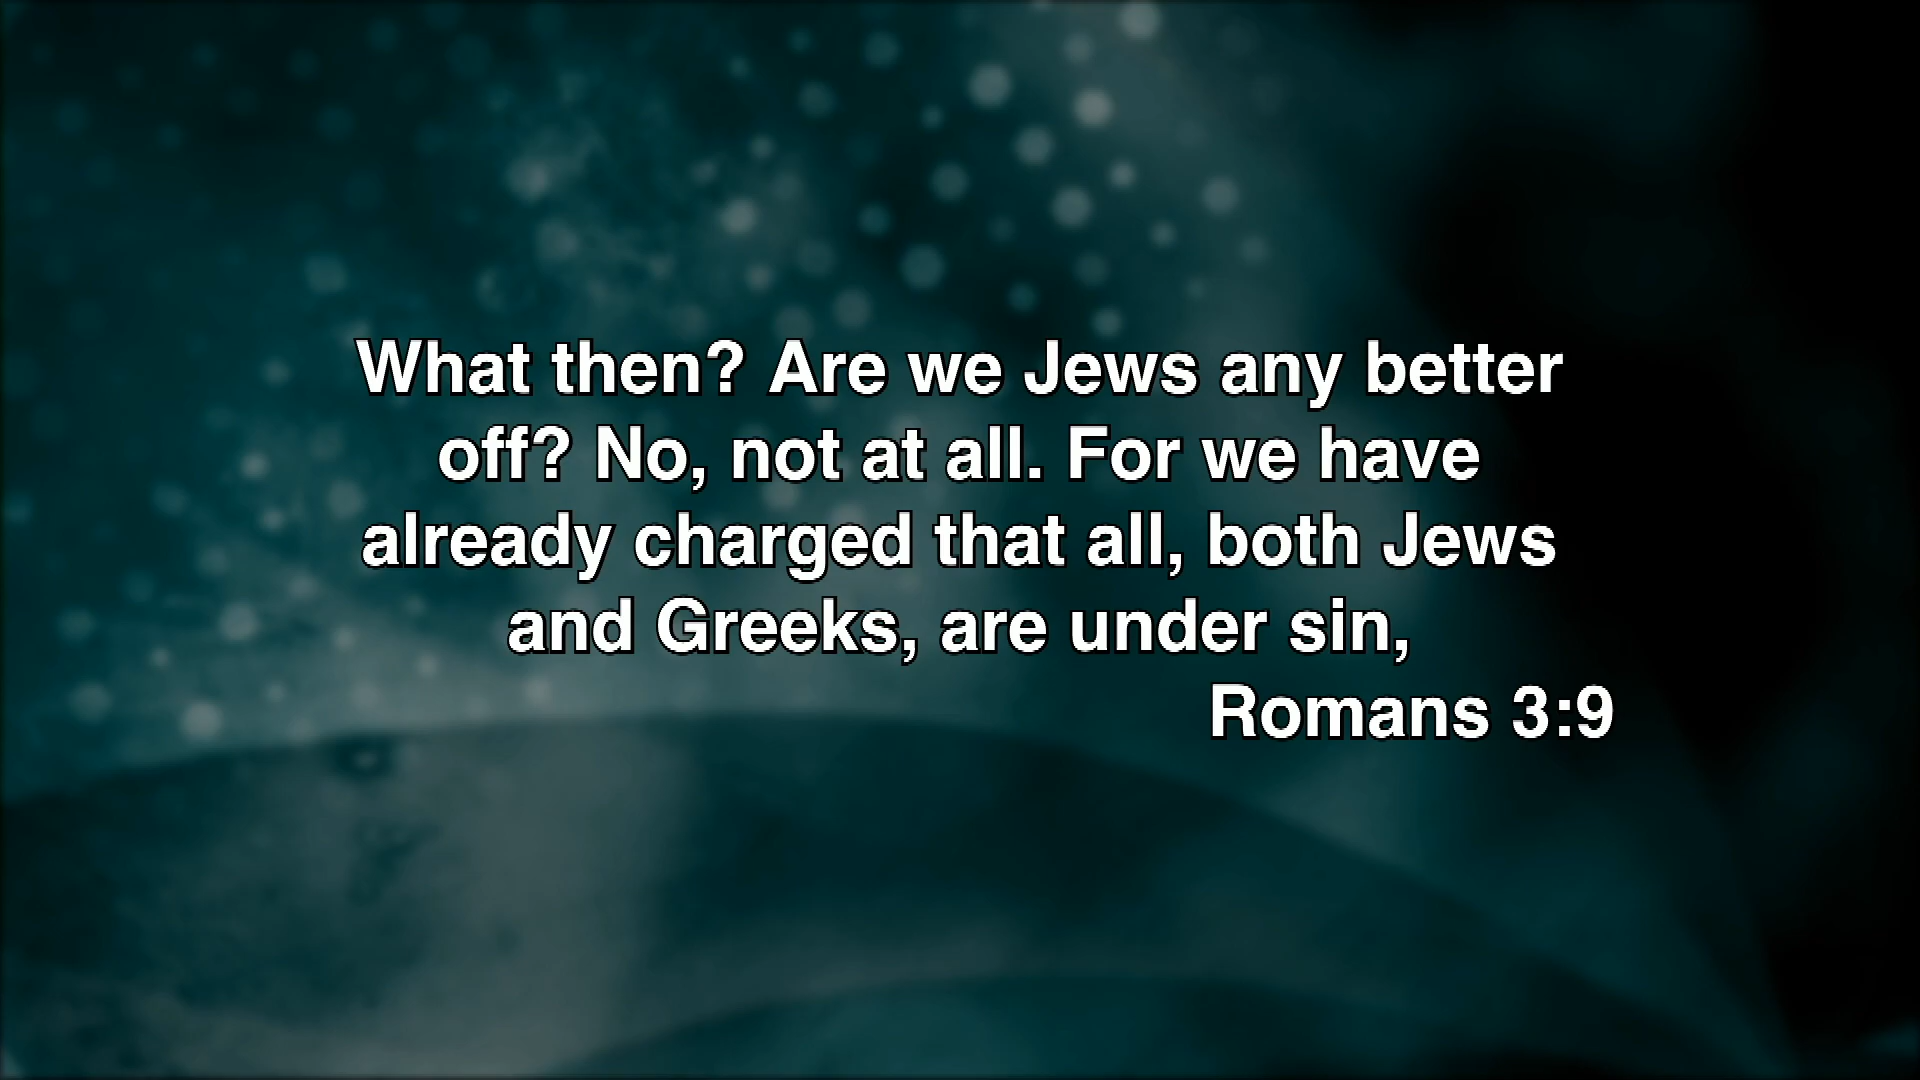 What then? Are we Jews any better
off? No, not at all. For we have
already charged that all, both Jews
and Greeks, are under sin,
Romans 3:9